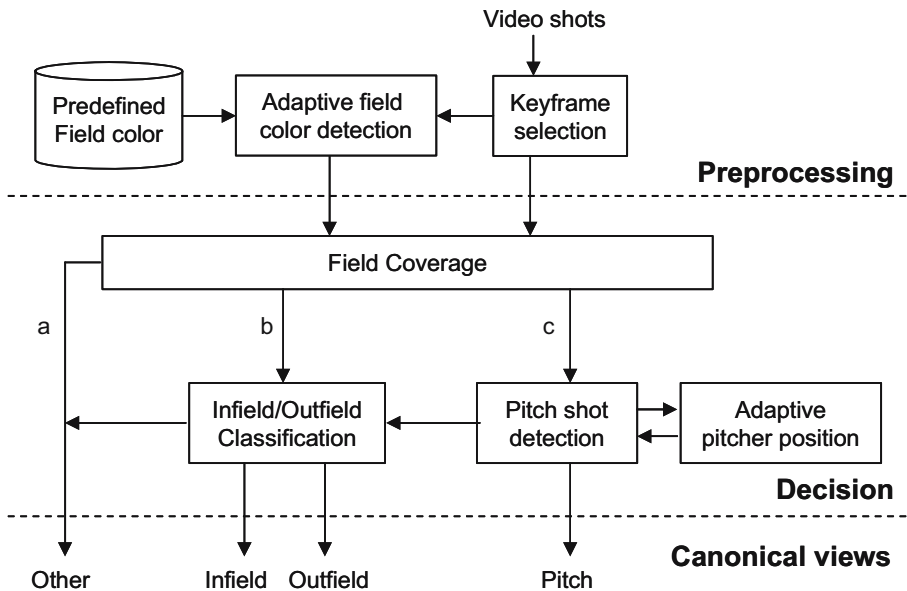 Video shots
Predefined
Field color
Adaptive field
color detection
Keyframe
selection
Preprocessing
Field Coverage
a
b
c
Infield/Outfield
Classification
Pitch shot
detection
Adaptive
pitcher position
Decision
Canonical views
Other
Infield
Outfield
Pitch